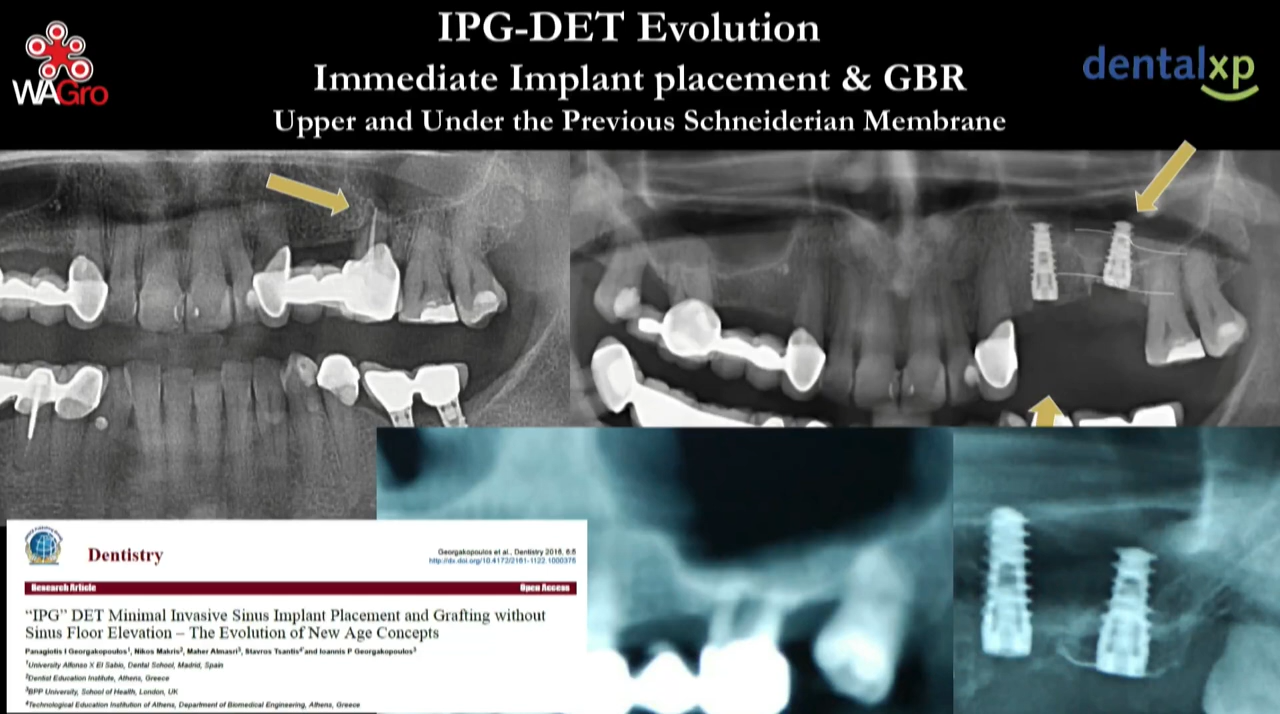 IPG-DET Evolution
Immediate Implant placement & GBR
Upper and Under the Previous Schneiderian Membrane
WAGro
dentalxp
Dentistry
Georgakopoulos et al., Dentistry 2016, 6:5
http://dx.doi.org/10.4172/2161-1122.1000376
Research Article
Open Access
"IPG" DET Minimal Invasive Sinus Implant Placement and Grafting without
Sinus Floor Elevation – The Evolution of New Age Concepts
Panagiotis I Georgakopoulos¹, Nikos Makris², Maher Almasri³, Stavros Tsantis⁴ and Ioannis P Georgakopoulos³
¹University Alfonso X El Sabio, Dental School, Madrid, Spain
²Dentist Education Institute, Athens, Greece
³BPP University, School of Health, London, UK
⁴Technological Education Institution of Athens, Department of Biomedical Engineering, Athens, Greece